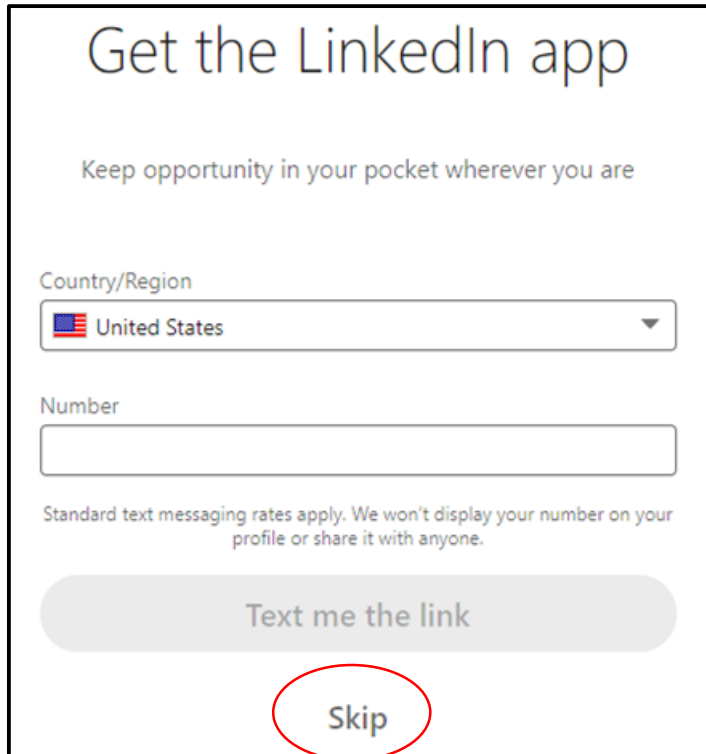 Get the LinkedIn app
Keep opportunity in your pocket wherever you are
Country/Region
United States
Number
Standard text messaging rates apply. We won't display your number on your
profile or share it with anyone.
Text me the link
Skip